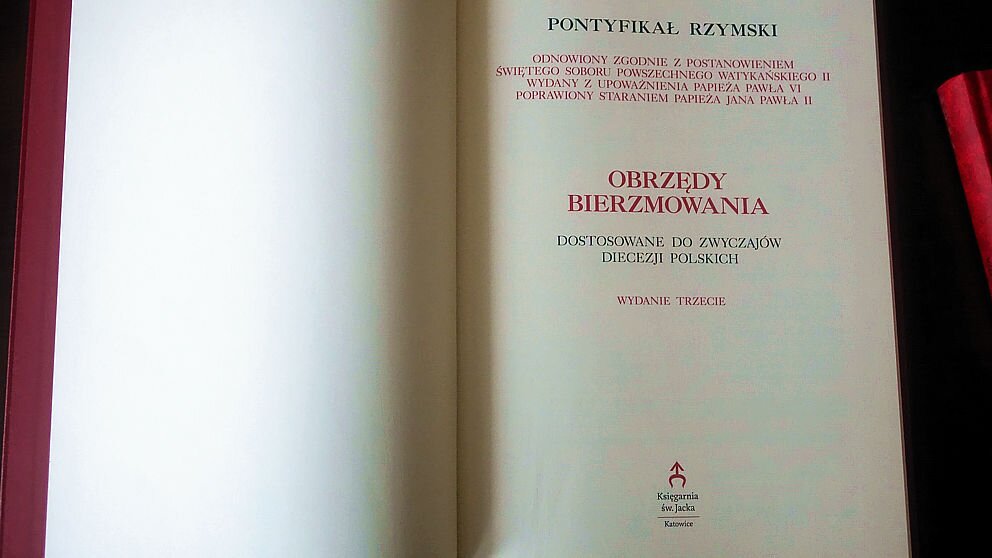 PONTYFIKAŁ RZYMSKI
ODNOWIONY ZGODNIE Z POSTANOWIENIEM
ŚWIĘTEGO SOBORU POWSZECHNEGO WATYKAŃSKIEGO II
WYDANY Z UPOWAŻNIENIA PAPIEŻA PAWŁA VI
POPRAWIONY STARANIEM PAPIEŻA JANA PAWŁA II
OBRZĘDY
BIERZMOWANIA
DOSTOSOWANE DO ZWYCZAJÓW
DIECEZJI POLSKICH
WYDANIE TRZECIE
Księgarnia
św. Jacka
Katowice